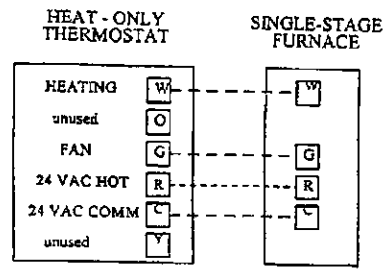 HEAT - ONLY
THERMOSTAT
SINGLE-STAGE
FURNACE
HEATING W W
unused O
FAN G G
24 VAC HOT R R
24 VAC COMM C C
unused Y